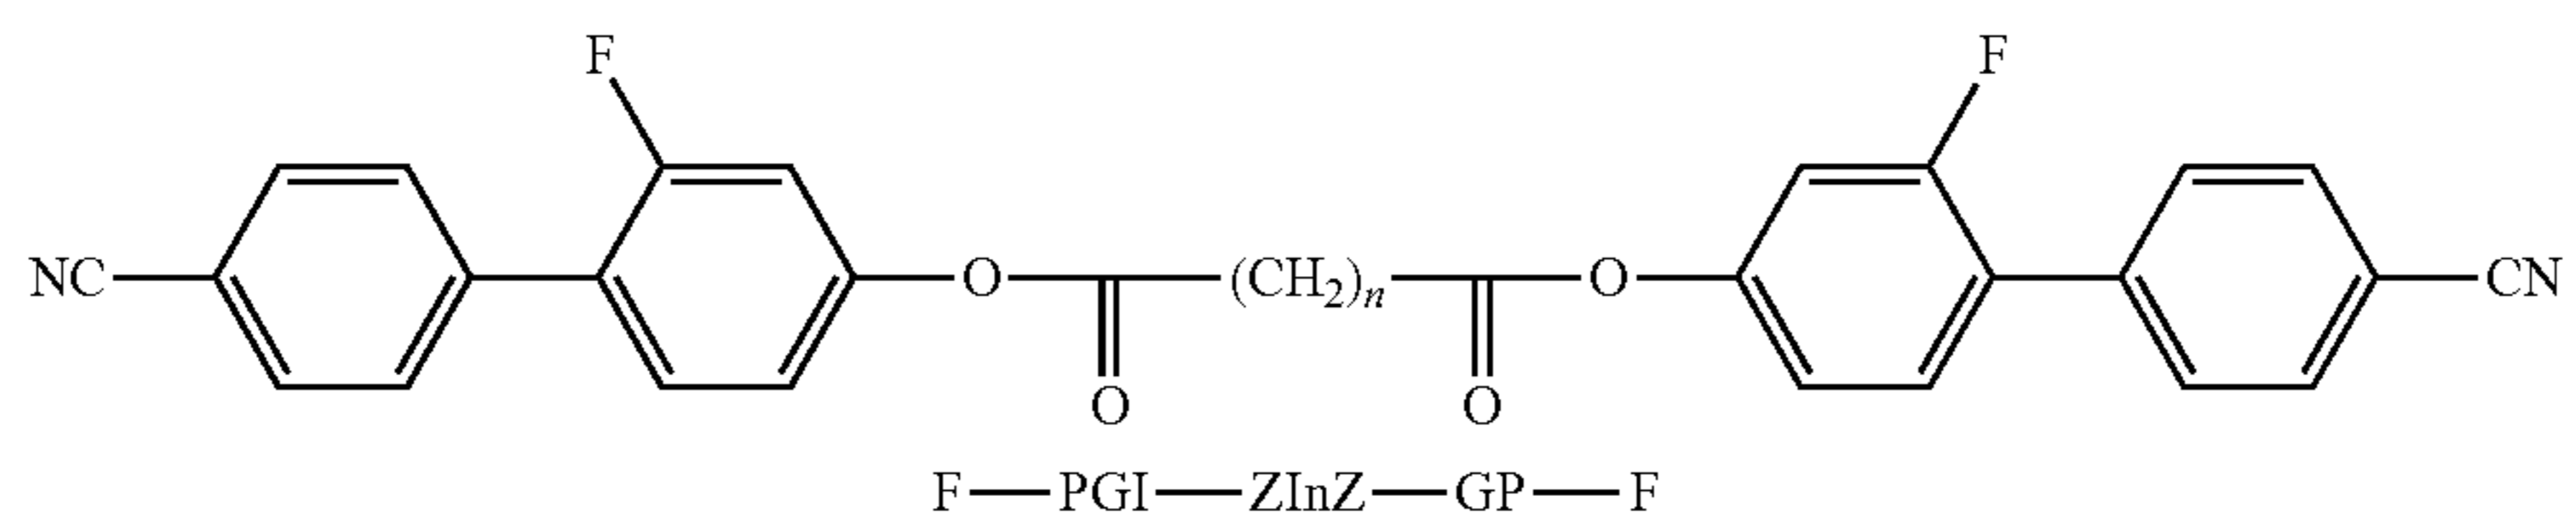 F F
NC O (CH₂)ₙ O CN
O O
F—PGI—ZInZ—GP—F